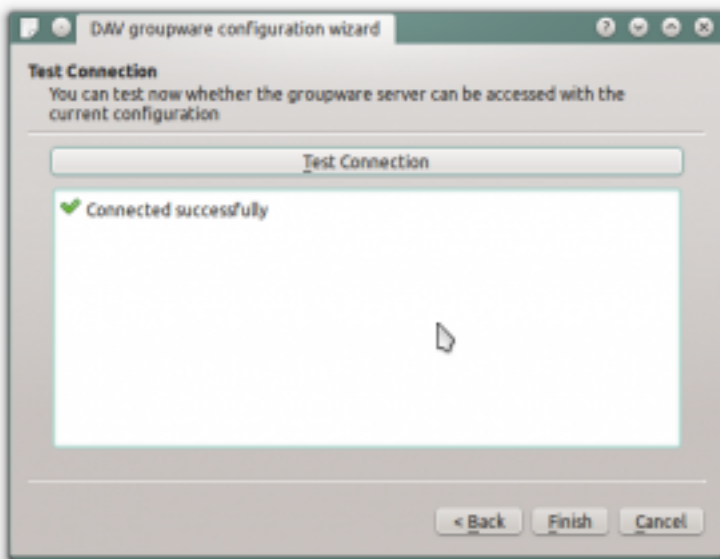 DAV groupware configuration wizard
Test Connection
You can test now whether the groupware server can be accessed with the
current configuration
Test Connection
Connected successfully
< Back
Finish
Cancel